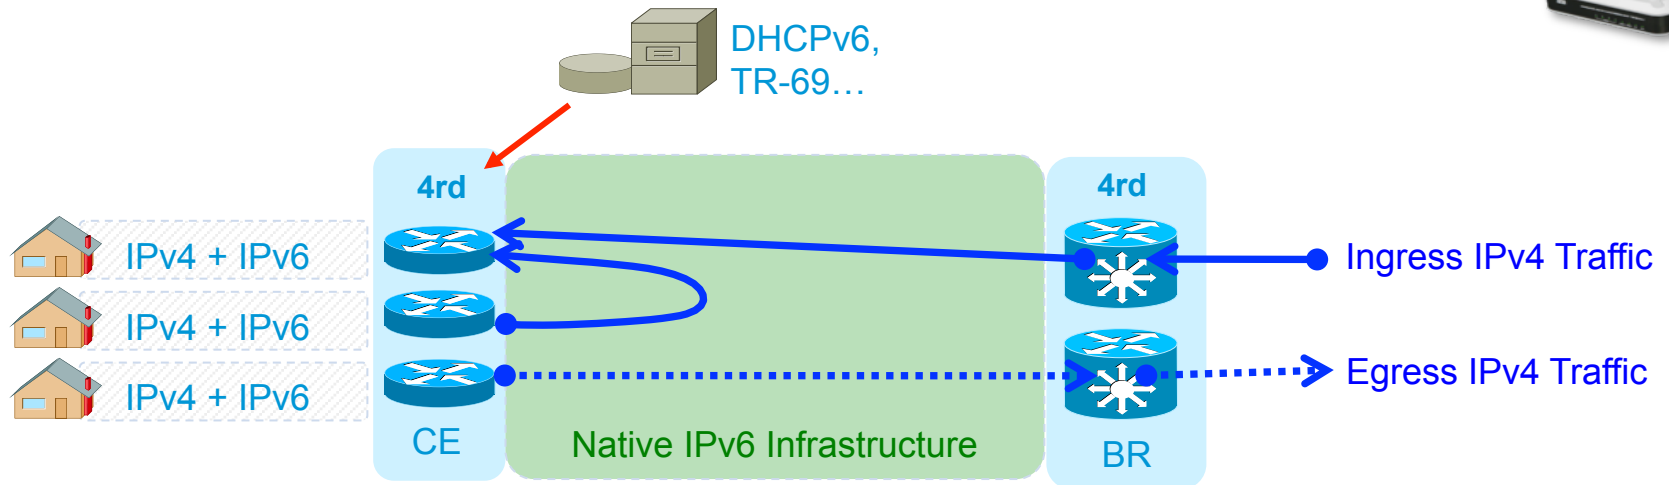 DHCPv6,
TR-69…
4rd
4rd
IPv4 + IPv6
Ingress IPv4 Traffic
IPv4 + IPv6
IPv4 + IPv6
Egress IPv4 Traffic
CE
Native IPv6 Infrastructure
BR